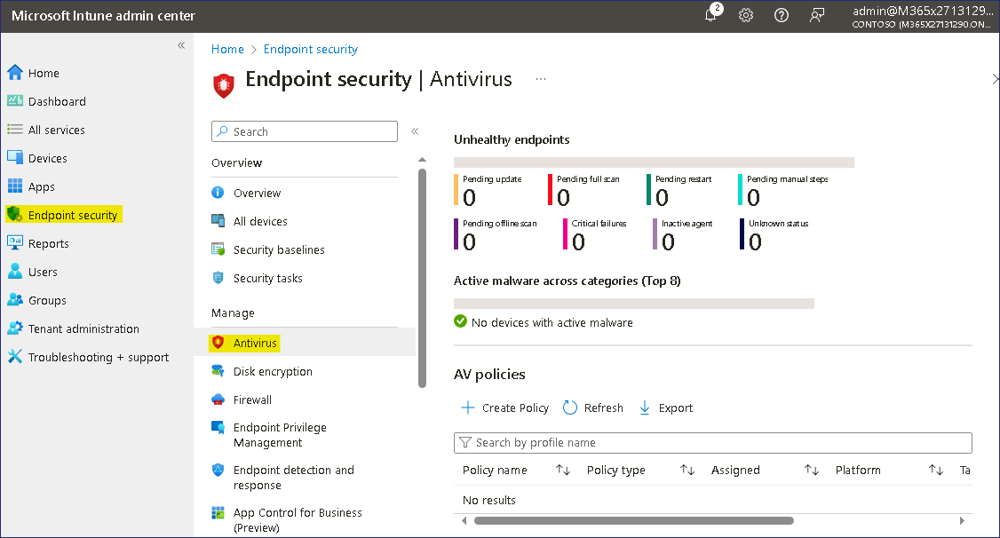 Microsoft Intune admin center
2
admin@M365x2713129...
CONTOSO (M365X27131290.ON...
«
Home
Dashboard
All services
Devices
Apps
Endpoint security
Reports
Users
Groups
Tenant administration
Troubleshooting + support
Home > Endpoint security
Endpoint security | Antivirus ...
Search «
Overview
Overview
All devices
Security baselines
Security tasks
Manage
Antivirus
Disk encryption
Firewall
Endpoint Privilege
Management
Endpoint detection and
response
App Control for Business
(Preview)
Unhealthy endpoints
Pending update Pending full scan Pending restart Pending manual steps
0 0 0 0
Pending offline scan Critical failures Inactive agent Unknown status
0 0 0 0
Active malware across categories (Top 8)
No devices with active malware
AV policies
Create Policy Refresh Export
Search by profile name
Policy name Policy type Assigned Platform Ta
No results